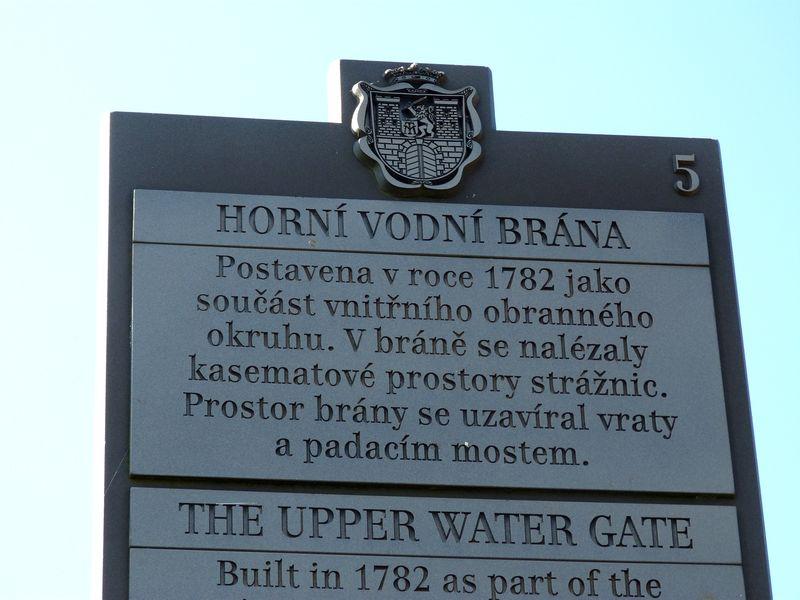 5
HORNÍ VODNÍ BRÁNA
Postavena v roce 1782 jako
součást vnitřního obranného
okruhu. V bráně se nalézaly
kasematové prostory strážnic.
Prostor brány se uzavíral vraty
a padacím mostem.
THE UPPER WATER GATE
Built in 1782 as part of the